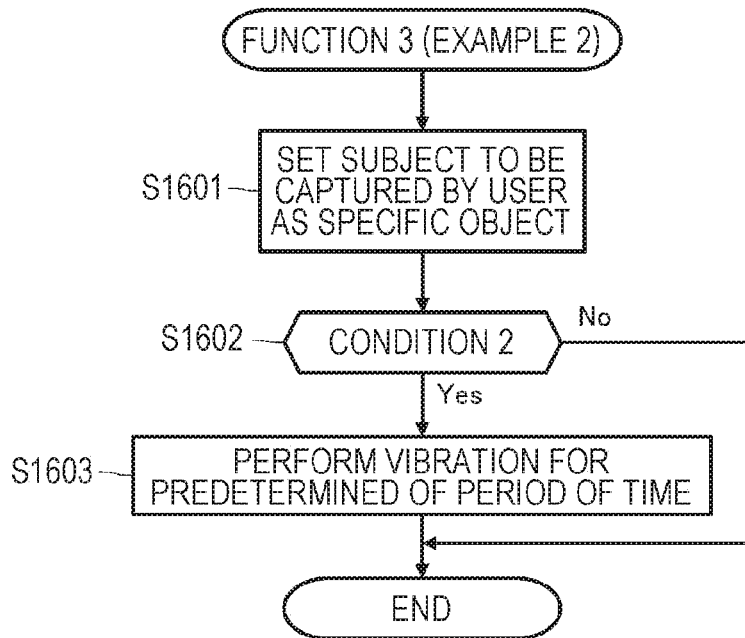 FUNCTION 3 (EXAMPLE 2)
S1601
SET SUBJECT TO BE
CAPTURED BY USER
AS SPECIFIC OBJECT
S1602
CONDITION 2
No
Yes
S1603
PERFORM VIBRATION FOR
PREDETERMINED OF PERIOD OF TIME
END